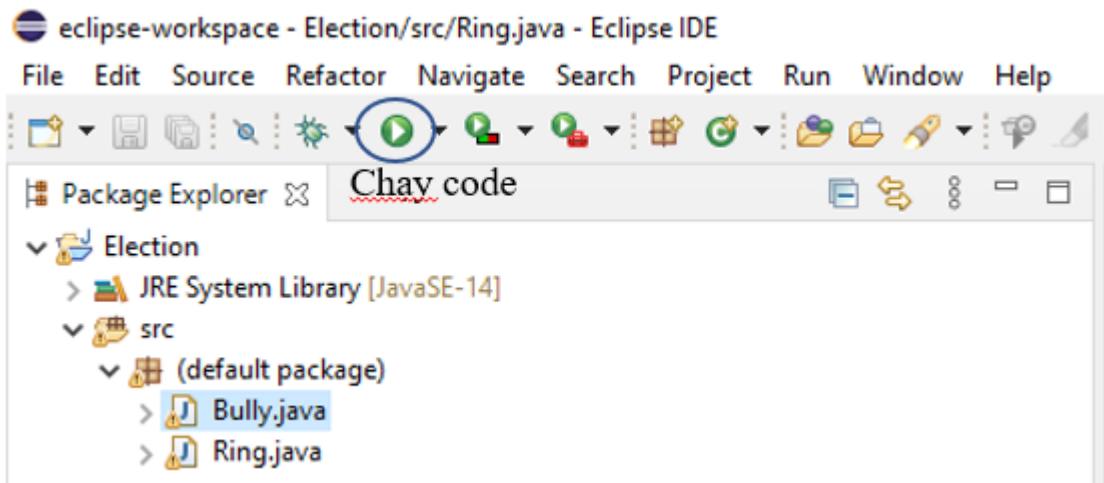 eclipse-workspace - Election/src/Ring.java - Eclipse IDE
File Edit Source Refactor Navigate Search Project Run Window Help
Package Explorer
Chay code
Election
JRE System Library [JavaSE-14]
src
(default package)
Bully.java
Ring.java